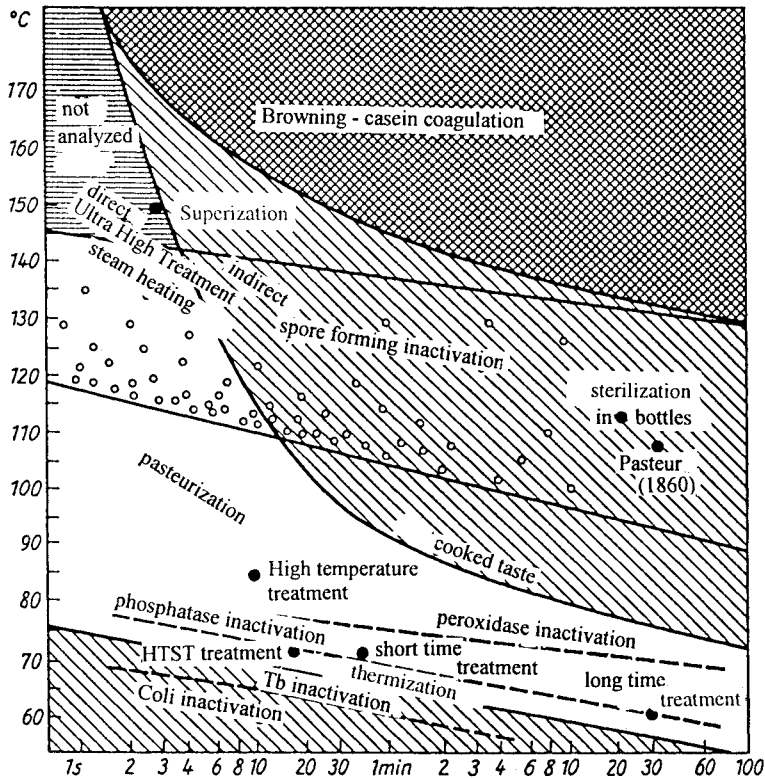 °C
170
not
analyzed
160
Browning - casein coagulation
150
direct
Superization
Ultra High Treatment
steam heating
indirect
140
130
spore forming inactivation
120
sterilization
in bottles
110
Pasteur
(1860)
pasteurization
100
90
cooked taste
High temperature
treatment
80
phosphatase inactivation
peroxidase inactivation
70
HTST treatment
short time
treatment
thermization
long time
treatment
Tb inactivation
Coli inactivation
60
1s 2 3 4 6 8 10 20 30 1min 2 3 4 6 8 10 20 30 60 100